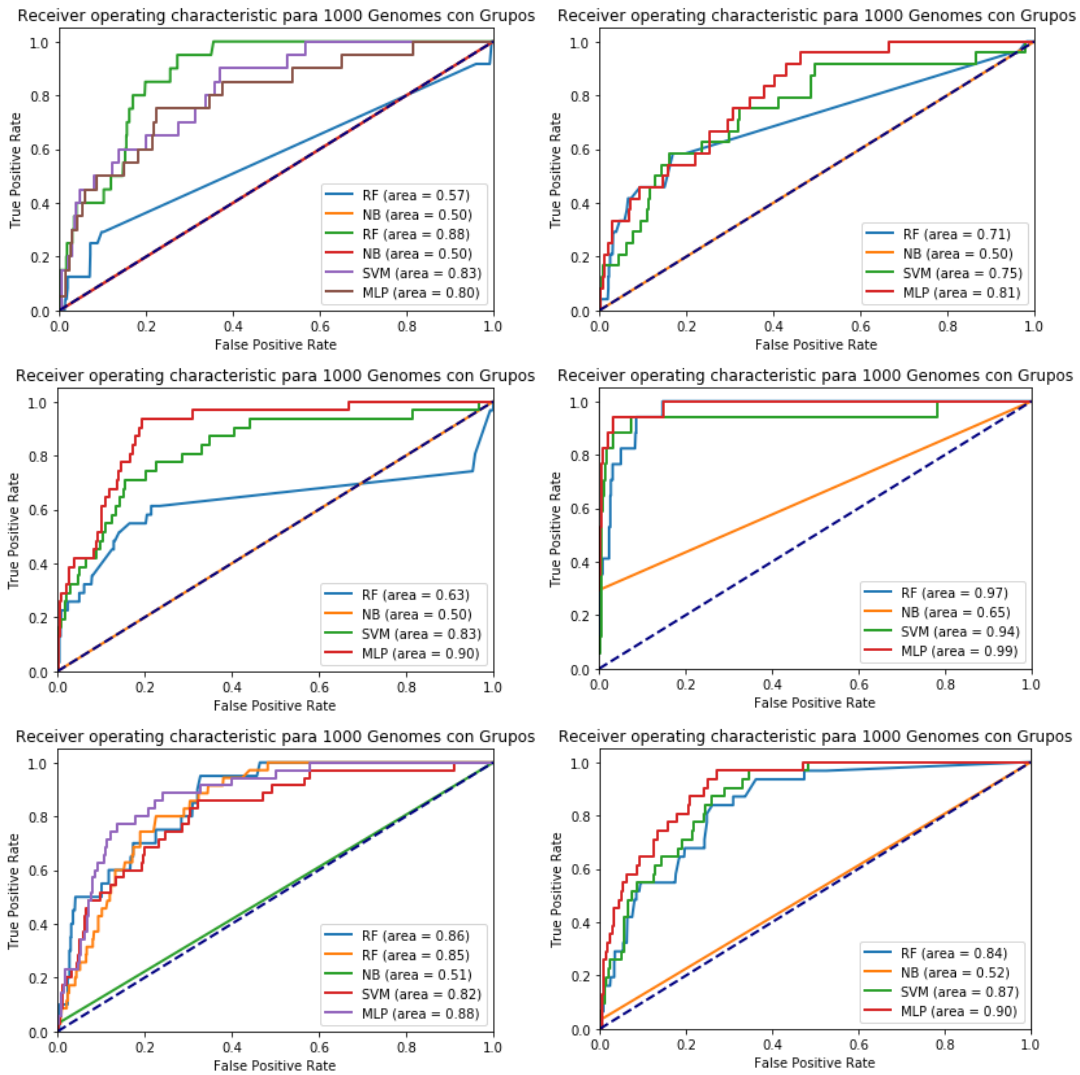 Receiver operating characteristic para 1000 Genomes con Grupos
1.0
0.8
0.6
0.4
0.2
0.0
True Positive Rate
RF (area = 0.57)
NB (area = 0.50)
RF (area = 0.88)
NB (area = 0.50)
SVM (area = 0.83)
MLP (area = 0.80)
0.0 0.2 0.4 0.6 0.8 1.0
False Positive Rate
Receiver operating characteristic para 1000 Genomes con Grupos
1.0
0.8
0.6
0.4
0.2
0.0
True Positive Rate
RF (area = 0.71)
NB (area = 0.50)
SVM (area = 0.75)
MLP (area = 0.81)
0.0 0.2 0.4 0.6 0.8 1.0
False Positive Rate
Receiver operating characteristic para 1000 Genomes con Grupos
1.0
0.8
0.6
0.4
0.2
0.0
True Positive Rate
RF (area = 0.63)
NB (area = 0.50)
SVM (area = 0.83)
MLP (area = 0.90)
0.0 0.2 0.4 0.6 0.8 1.0
False Positive Rate
Receiver operating characteristic para 1000 Genomes con Grupos
1.0
0.8
0.6
0.4
0.2
0.0
True Positive Rate
RF (area = 0.97)
NB (area = 0.65)
SVM (area = 0.94)
MLP (area = 0.99)
0.0 0.2 0.4 0.6 0.8 1.0
False Positive Rate
Receiver operating characteristic para 1000 Genomes con Grupos
1.0
0.8
0.6
0.4
0.2
0.0
True Positive Rate
RF (area = 0.86)
RF (area = 0.85)
NB (area = 0.51)
SVM (area = 0.82)
MLP (area = 0.88)
0.0 0.2 0.4 0.6 0.8 1.0
False Positive Rate
Receiver operating characteristic para 1000 Genomes con Grupos
1.0
0.8
0.6
0.4
0.2
0.0
True Positive Rate
RF (area = 0.84)
NB (area = 0.52)
SVM (area = 0.87)
MLP (area = 0.90)
0.0 0.2 0.4 0.6 0.8 1.0
False Positive Rate